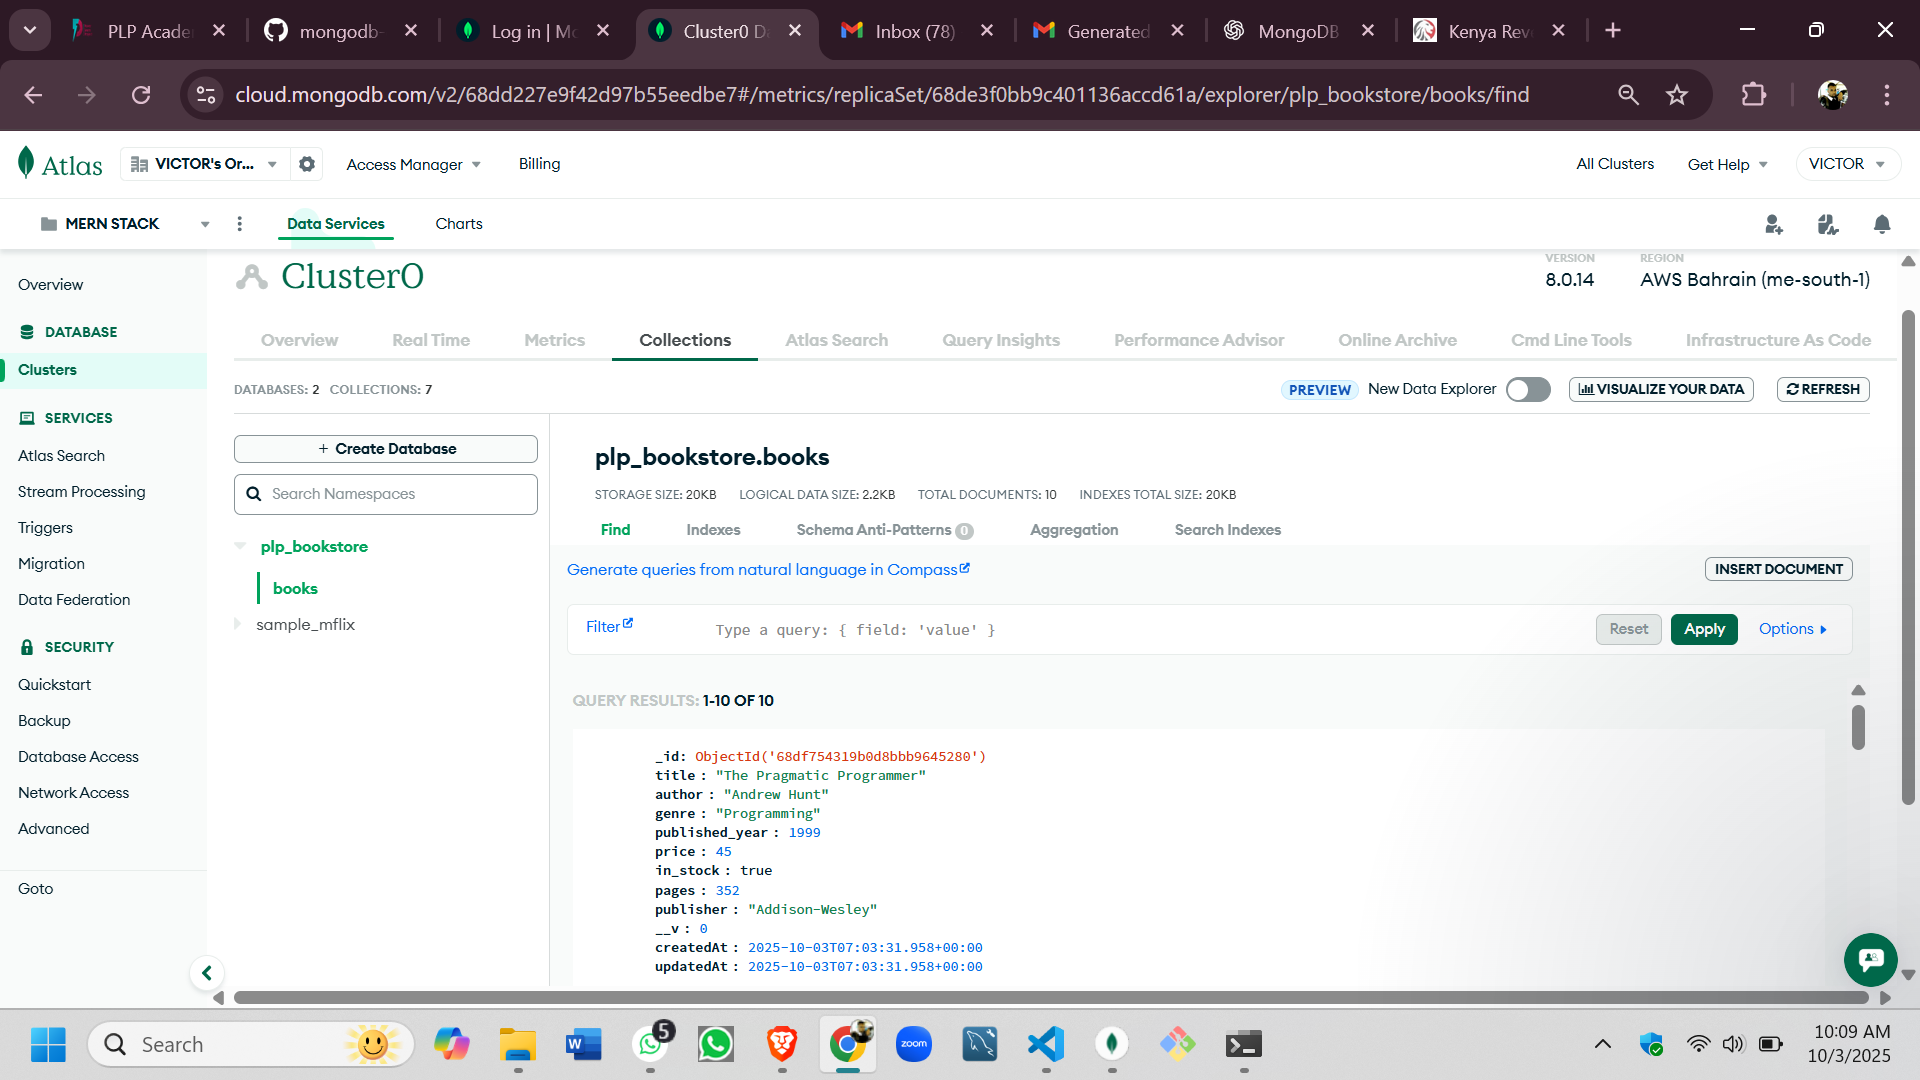 PLP Acade
mongodb-
Log in | Mo
Cluster0 Da
Inbox (78)
Generated
MongoDB
Kenya Reve
cloud.mongodb.com/v2/68dd227e9f42d97b55eedbe7#/metrics/replicaSet/68de3f0bb9c401136accd61a/explorer/plp_bookstore/books/find
Atlas
VICTOR's Or...
Access Manager
Billing
All Clusters
Get Help
VICTOR
MERN STACK
Data Services
Charts
Overview
DATABASE
Clusters
SERVICES
Atlas Search
Stream Processing
Triggers
Migration
Data Federation
SECURITY
Quickstart
Backup
Database Access
Network Access
Advanced
Goto
Cluster0
VERSION
8.0.14
REGION
AWS Bahrain (me-south-1)
Overview
Real Time
Metrics
Collections
Atlas Search
Query Insights
Performance Advisor
Online Archive
Cmd Line Tools
Infrastructure As Code
DATABASES: 2 COLLECTIONS: 7
PREVIEW New Data Explorer
VISUALIZE YOUR DATA
REFRESH
+ Create Database
Search Namespaces
plp_bookstore
books
sample_mflix
plp_bookstore.books
STORAGE SIZE: 20KB LOGICAL DATA SIZE: 2.2KB TOTAL DOCUMENTS: 10 INDEXES TOTAL SIZE: 20KB
Find
Indexes
Schema Anti-Patterns 0
Aggregation
Search Indexes
Generate queries from natural language in Compass
INSERT DOCUMENT
Filter
Type a query: { field: 'value' }
Reset
Apply
Options
QUERY RESULTS: 1-10 OF 10
_id: ObjectId('68df754319b0d8bbb9645280')
title : "The Pragmatic Programmer"
author : "Andrew Hunt"
genre : "Programming"
published_year : 1999
price : 45
in_stock : true
pages : 352
publisher : "Addison-Wesley"
__v : 0
createdAt : 2025-10-03T07:03:31.958+00:00
updatedAt : 2025-10-03T07:03:31.958+00:00
Search
5
zoom
10:09 AM
10/3/2025